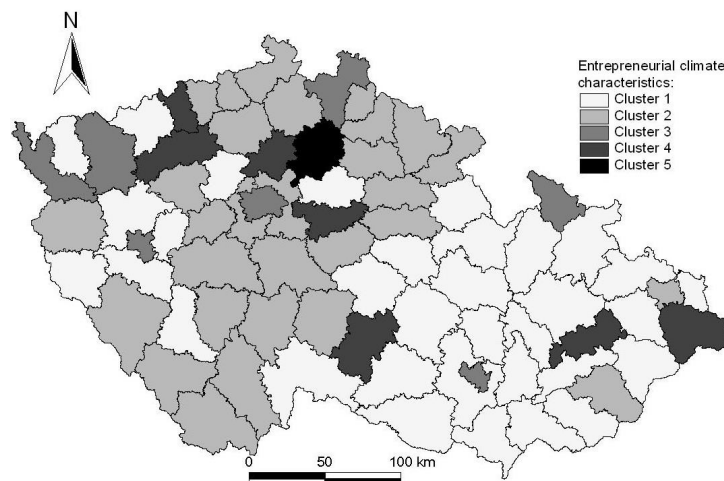 N
Entrepreneurial climate
characteristics:
Cluster 1
Cluster 2
Cluster 3
Cluster 4
Cluster 5
0 50 100 km